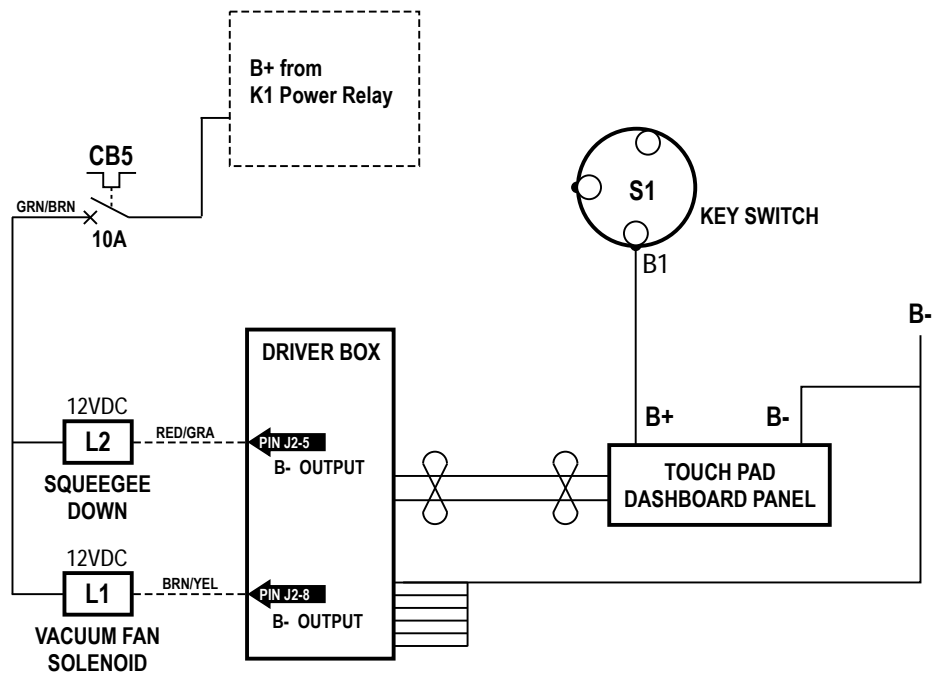 B+ from
K1 Power Relay
CB5
GRN/BRN
10A
S1
KEY SWITCH
B1
B-
DRIVER BOX
12VDC
L2
RED/GRA
PIN J2-5
B- OUTPUT
SQUEEGEE
DOWN
B+
B-
TOUCH PAD
DASHBOARD PANEL
12VDC
L1
BRN/YEL
PIN J2-8
B- OUTPUT
VACUUM FAN
SOLENOID